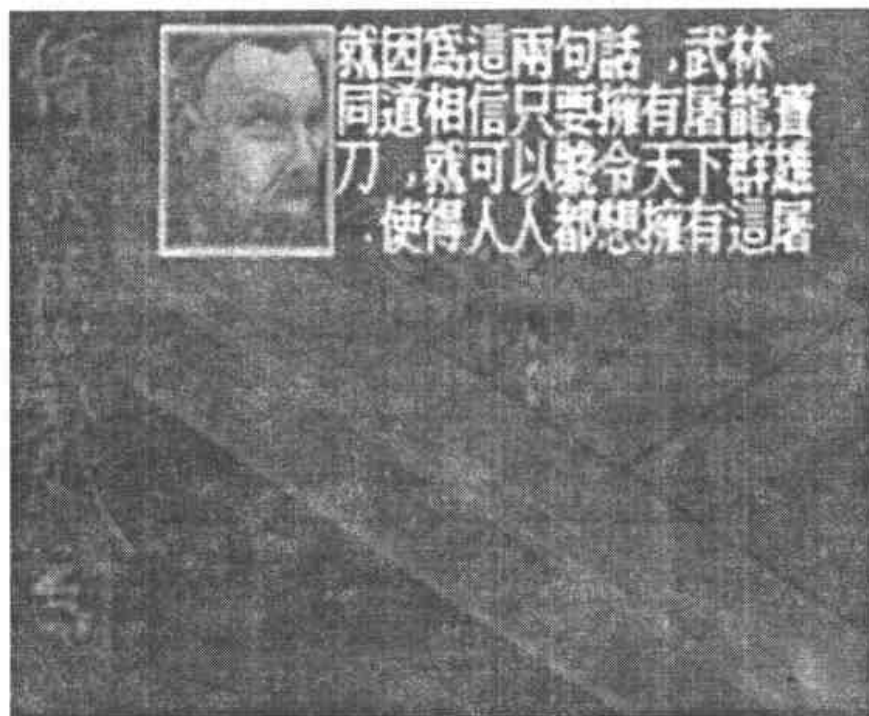 就因為這兩句話,武林
同道相信只要擁有屠龍寶
刀,就可以號令天下群雄
.使得人人都想擁有這屠